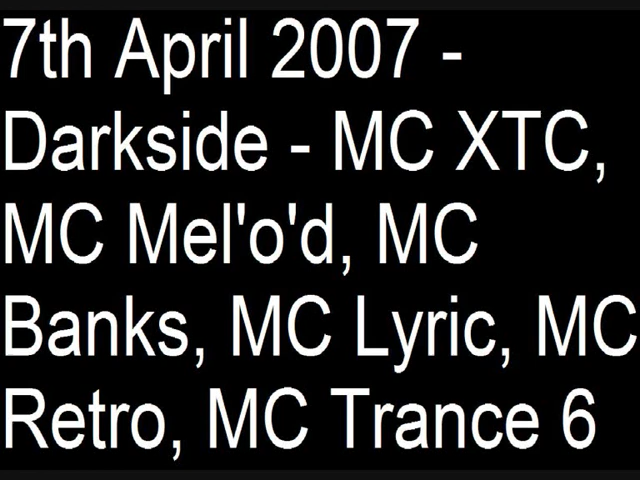 7th April 2007 -
Darkside - MC XTC,
MC Mel'o'd, MC
Banks, MC Lyric, MC
Retro, MC Trance 6